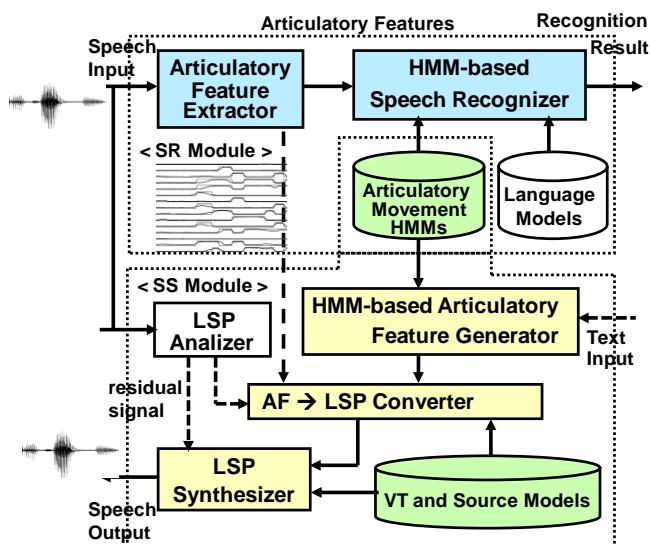 Articulatory Features
Recognition
Result
Speech
Input
Articulatory
Feature
Extractor
HMM-based
Speech Recognizer
< SR Module >
Articulatory
Movement
HMMs
Language
Models
< SS Module >
LSP
Analizer
HMM-based Articulatory
Feature Generator
Text
Input
residual
signal
AF → LSP Converter
LSP
Synthesizer
VT and Source Models
Speech
Output